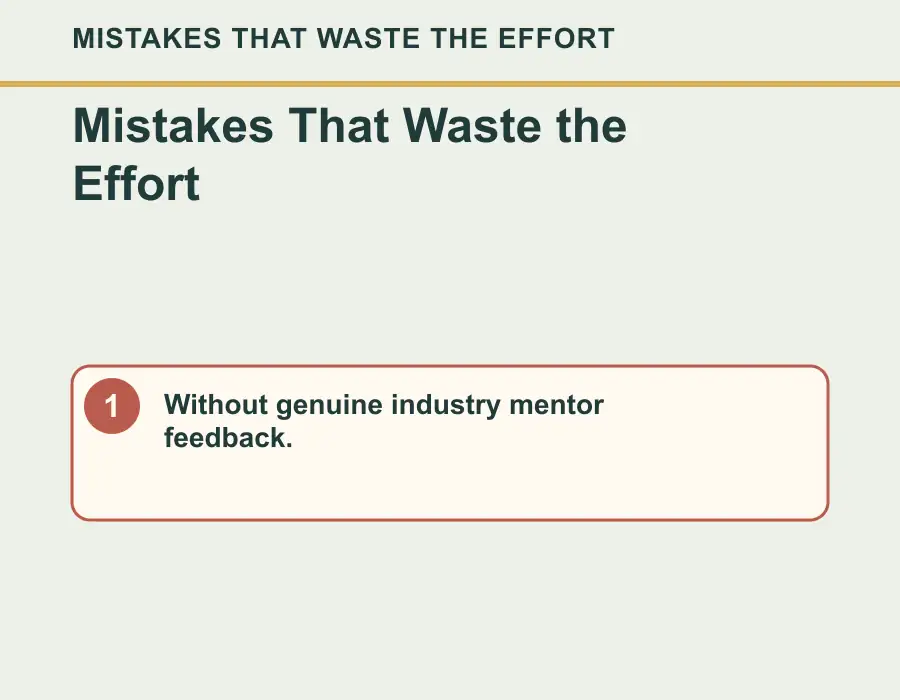 MISTAKES THAT WASTE THE EFFORT
Mistakes That Waste the
Effort
1
Without genuine industry mentor
feedback.